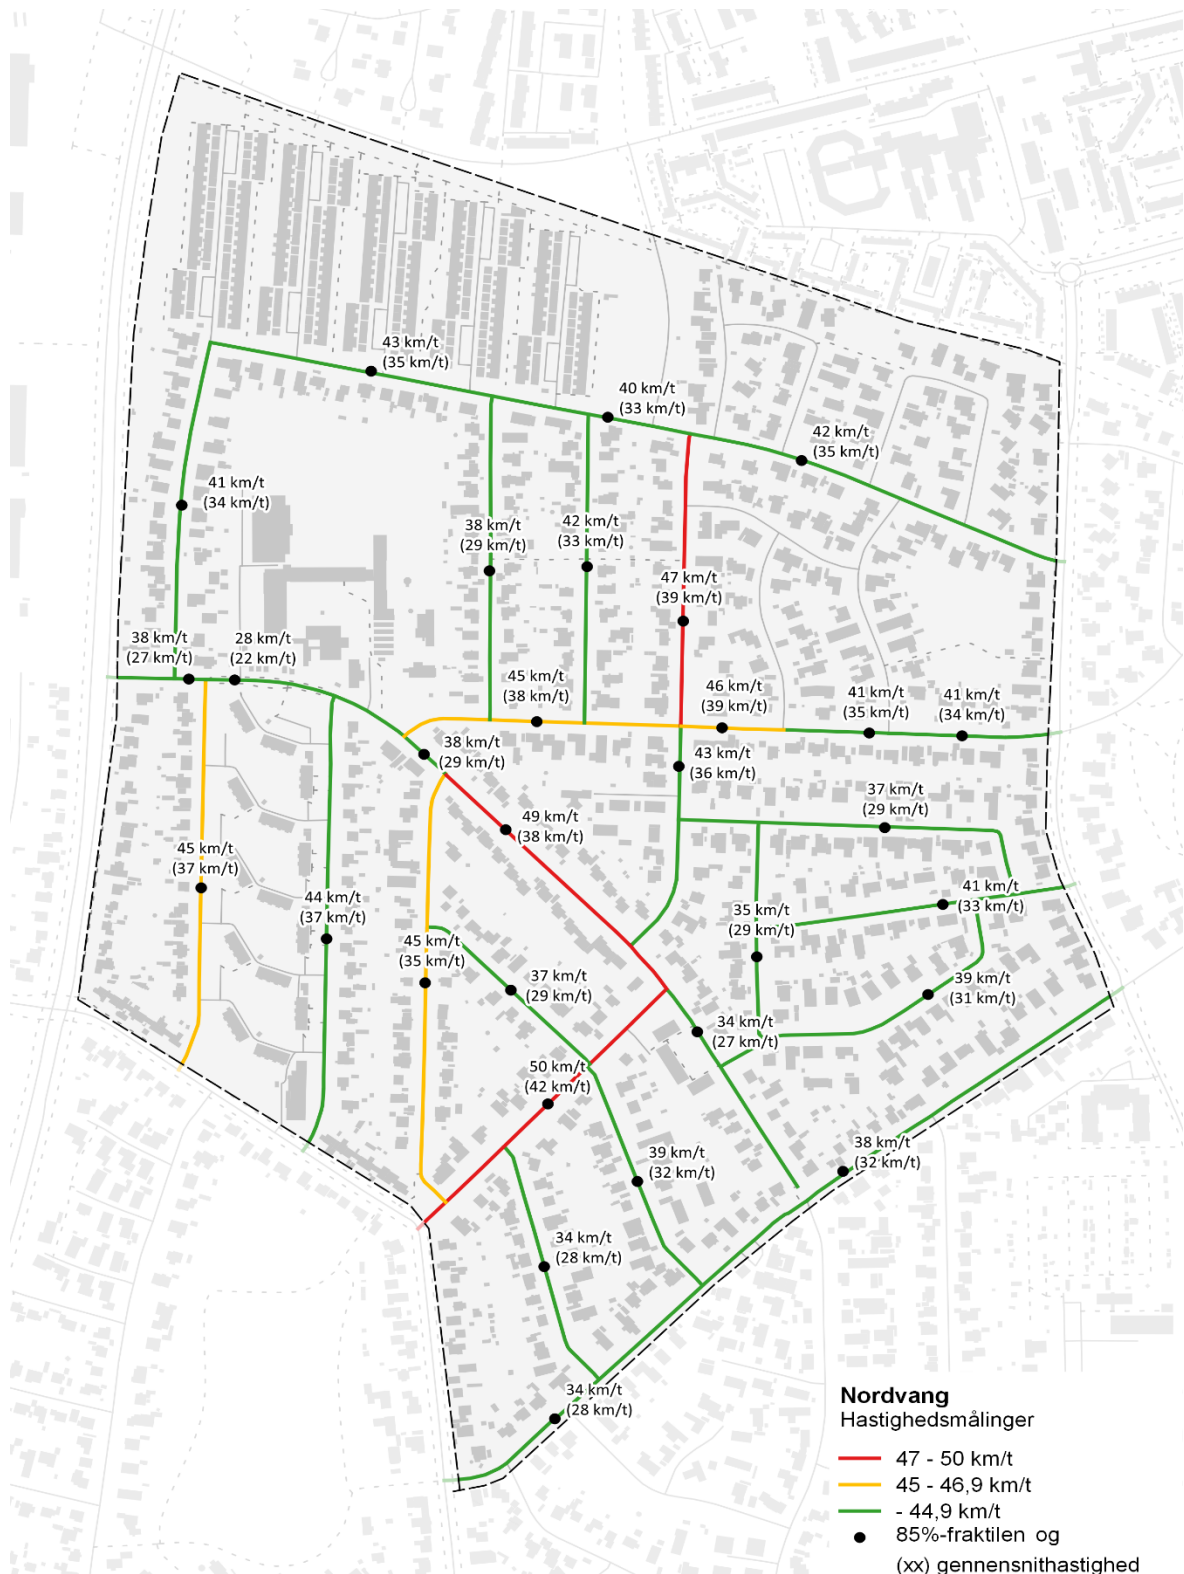 43 km/t
(35 km/t)
40 km/t
(33 km/t)
42 km/t
(35 km/t)
41 km/t
(34 km/t)
38 km/t
(29 km/t)
42 km/t
(33 km/t)
47 km/t
(39 km/t)
38 km/t
(27 km/t)
28 km/t
(22 km/t)
45 km/t
(38 km/t)
46 km/t
(39 km/t)
41 km/t
(35 km/t)
41 km/t
(34 km/t)
38 km/t
(29 km/t)
43 km/t
(36 km/t)
37 km/t
(29 km/t)
49 km/t
(38 km/t)
45 km/t
(37 km/t)
44 km/t
(37 km/t)
41 km/t
(33 km/t)
35 km/t
(29 km/t)
45 km/t
(35 km/t)
37 km/t
(29 km/t)
39 km/t
(31 km/t)
34 km/t
(27 km/t)
50 km/t
(42 km/t)
39 km/t
(32 km/t)
38 km/t
(32 km/t)
34 km/t
(28 km/t)
34 km/t
(28 km/t)
Nordvang
Hastighedsmålinger
47 - 50 km/t
45 - 46,9 km/t
- 44,9 km/t
85%-fraktilen og
(xx) gennensnithastighed